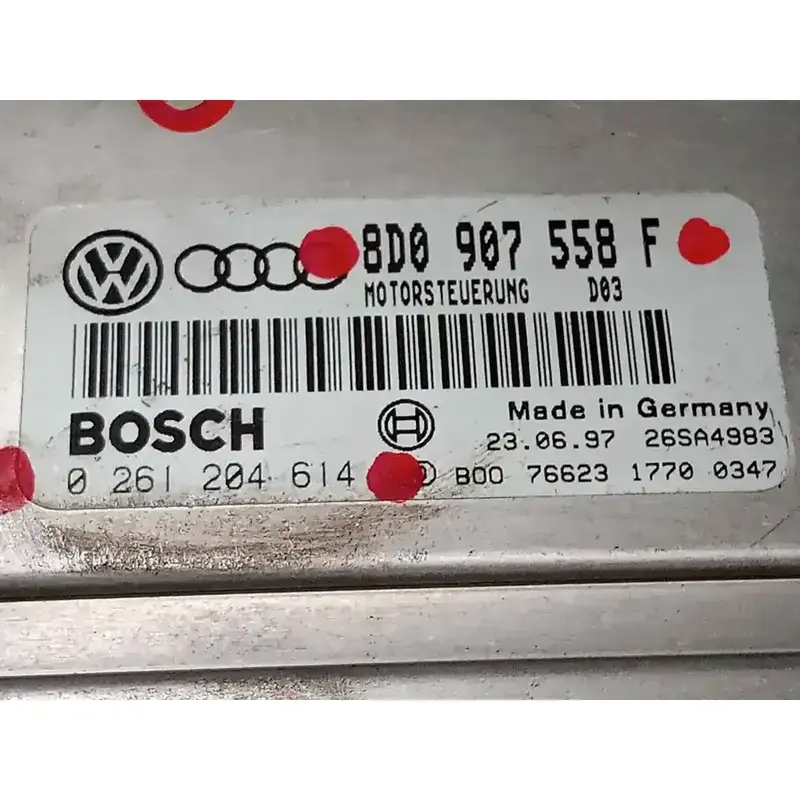 8D0 907 558 F
MOTORSTEUERUNG D03
BOSCH
Made in Germany
23.06.97 26SA4983
0 261 204 614 B00 76623 1770 0347